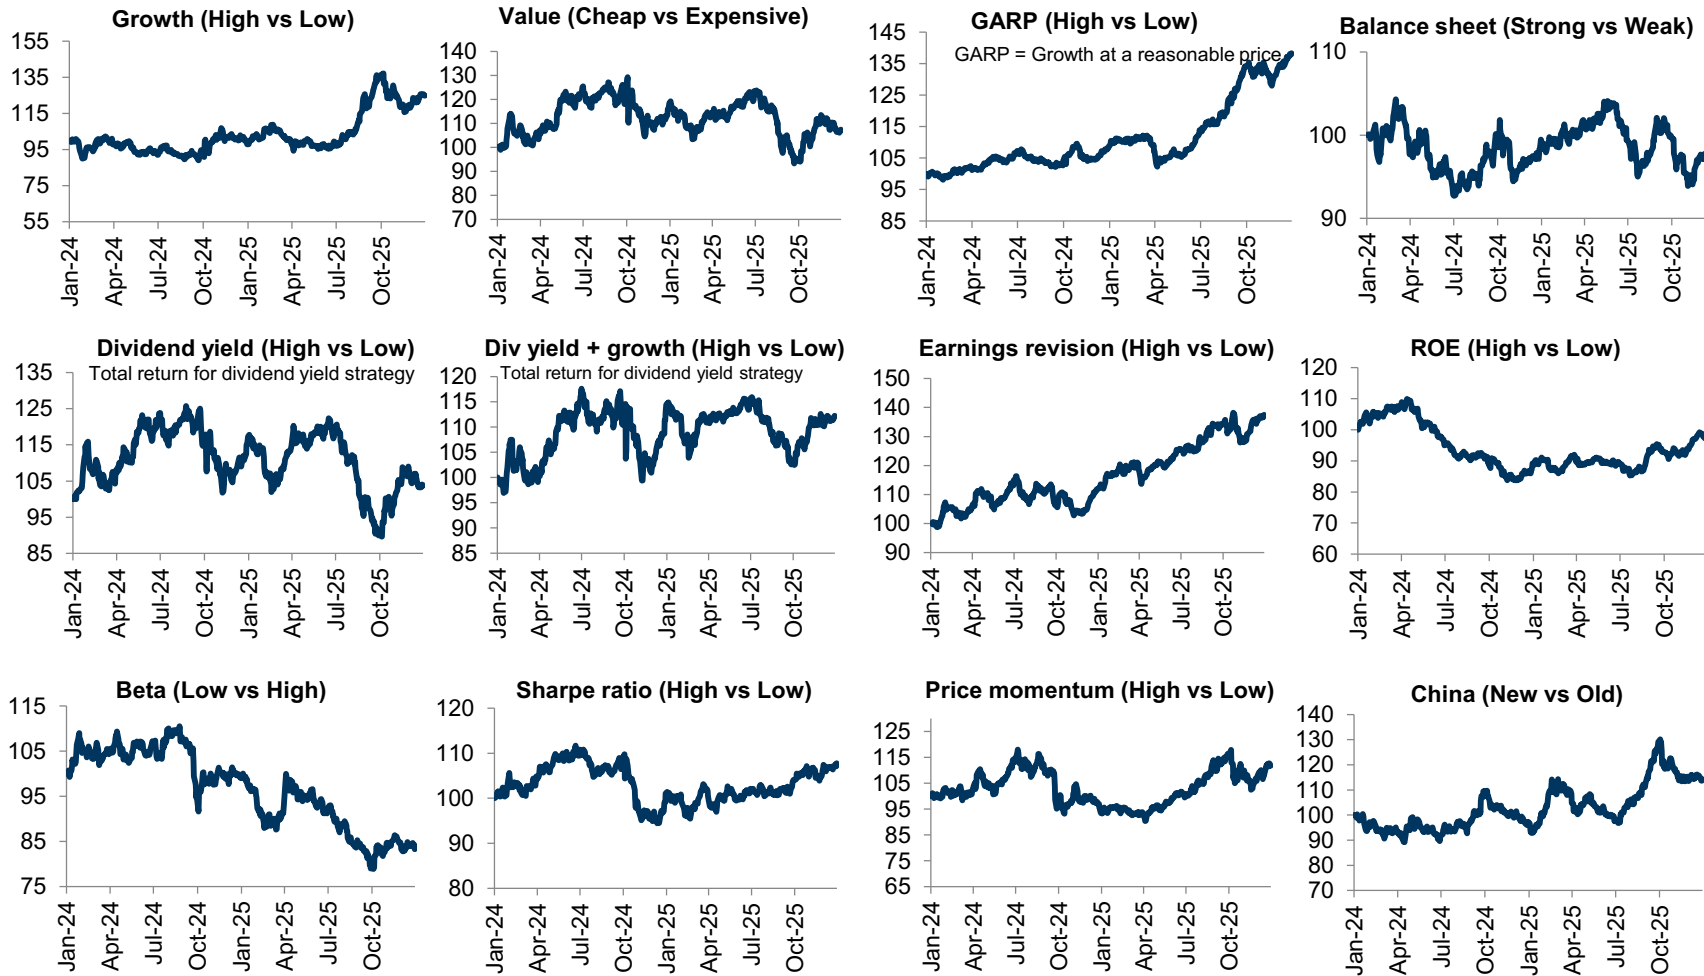 Growth (High vs Low)
155
135
115
95
75
55
Jan-24
Apr-24
Jul-24
Oct-24
Jan-25
Apr-25
Jul-25
Oct-25
Value (Cheap vs Expensive)
140
130
120
110
100
90
80
70
Jan-24
Apr-24
Jul-24
Oct-24
Jan-25
Apr-25
Jul-25
Oct-25
GARP (High vs Low)
GARP = Growth at a reasonable price
145
135
125
115
105
95
85
Jan-24
Apr-24
Jul-24
Oct-24
Jan-25
Apr-25
Jul-25
Oct-25
Balance sheet (Strong vs Weak)
110
100
90
Jan-24
Apr-24
Jul-24
Oct-24
Jan-25
Apr-25
Jul-25
Oct-25
Dividend yield (High vs Low)
Total return for dividend yield strategy
135
125
115
105
95
85
Jan-24
Apr-24
Jul-24
Oct-24
Jan-25
Apr-25
Jul-25
Oct-25
Div yield + growth (High vs Low)
Total return for dividend yield strategy
120
115
110
105
100
95
90
85
Jan-24
Apr-24
Jul-24
Oct-24
Jan-25
Apr-25
Jul-25
Oct-25
Earnings revision (High vs Low)
150
140
130
120
110
100
90
Jan-24
Apr-24
Jul-24
Oct-24
Jan-25
Apr-25
Jul-25
Oct-25
ROE (High vs Low)
120
110
100
90
80
70
60
Jan-24
Apr-24
Jul-24
Oct-24
Jan-25
Apr-25
Jul-25
Oct-25
Beta (Low vs High)
115
105
95
85
75
Jan-24
Apr-24
Jul-24
Oct-24
Jan-25
Apr-25
Jul-25
Oct-25
Sharpe ratio (High vs Low)
120
110
100
90
80
Jan-24
Apr-24
Jul-24
Oct-24
Jan-25
Apr-25
Jul-25
Oct-25
Price momentum (High vs Low)
125
115
105
95
85
75
65
Jan-24
Apr-24
Jul-24
Oct-24
Jan-25
Apr-25
Jul-25
Oct-25
China (New vs Old)
140
130
120
110
100
90
80
70
Jan-24
Apr-24
Jul-24
Oct-24
Jan-25
Apr-25
Jul-25
Oct-25